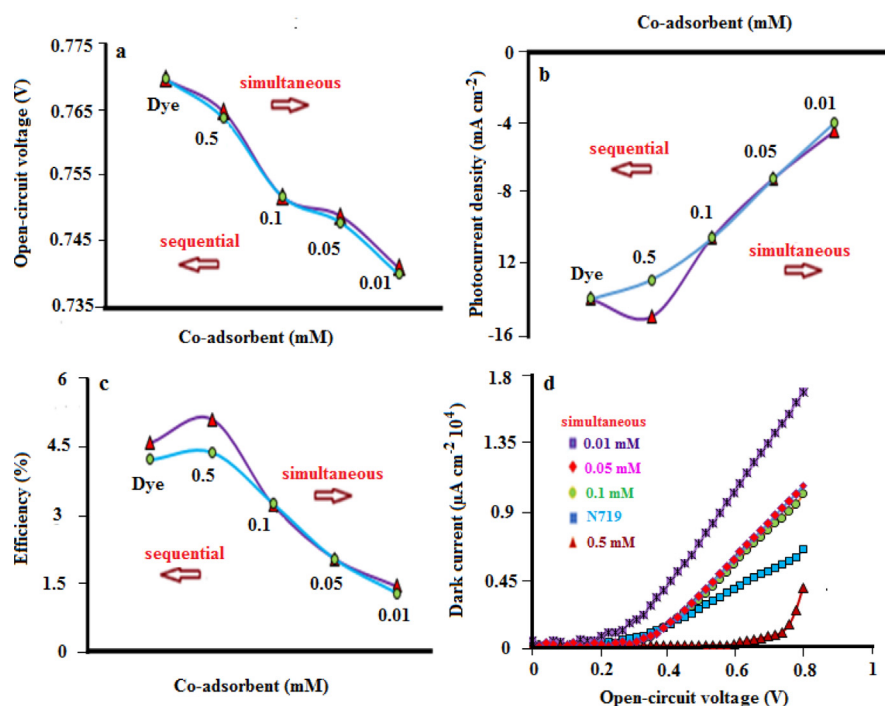 a
Open-circuit voltage (V)
0.775
0.765
0.755
0.745
0.735
Dye
0.5
0.1
0.05
0.01
simultaneous
sequential
Co-adsorbent (mM)
Co-adsorbent (mM)
b
Photocurrent density (mA cm-2)
0
-4
-8
12
-16
Dye
0.5
0.1
0.05
0.01
sequential
simultaneous
c
Efficiency (%)
6
4.5
3
1.5
0
Dye
0.5
0.1
0.05
0.01
simultaneous
sequential
Co-adsorbent (mM)
d
Dark current (µA cm-2 104)
1.8
1.35
0.9
0.45
0
simultaneous
0.01 mM
0.05 mM
0.1 mM
N719
0.5 mM
0 0.2 0.4 0.6 0.8 1
Open-circuit voltage (V)